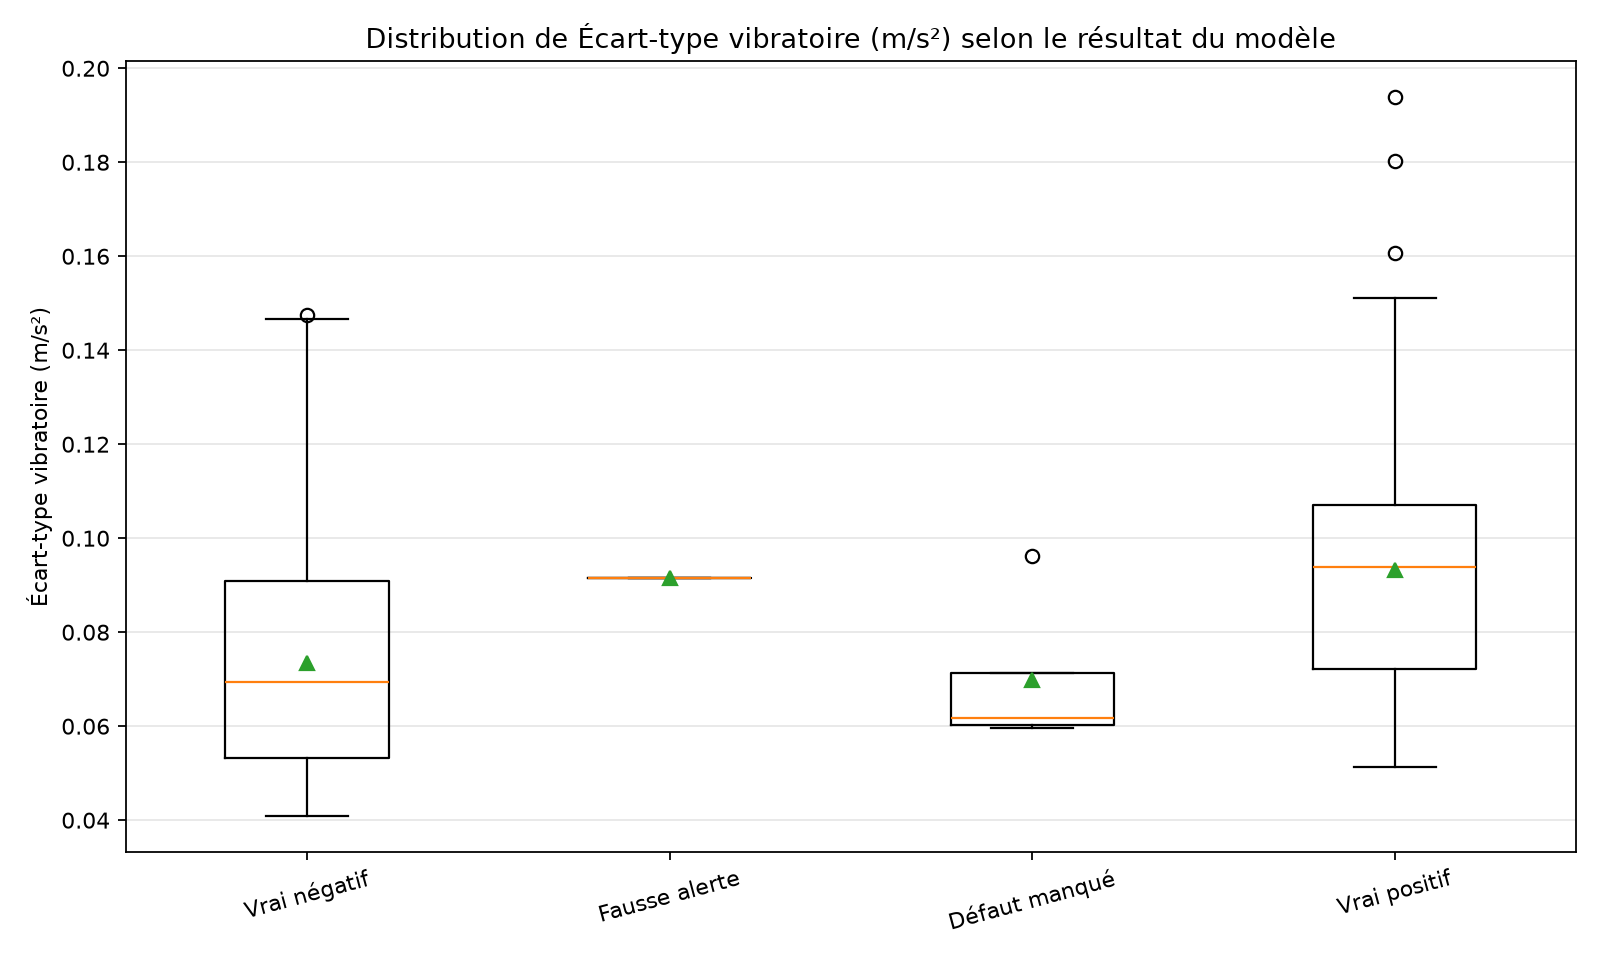 Distribution de Écart-type vibratoire (m/s²) selon le résultat du modèle
Écart-type vibratoire (m/s²)
0.20
0.18
0.16
0.14
0.12
0.10
0.08
0.06
0.04
Vrai négatif
Fausse alerte
Défaut manqué
Vrai positif